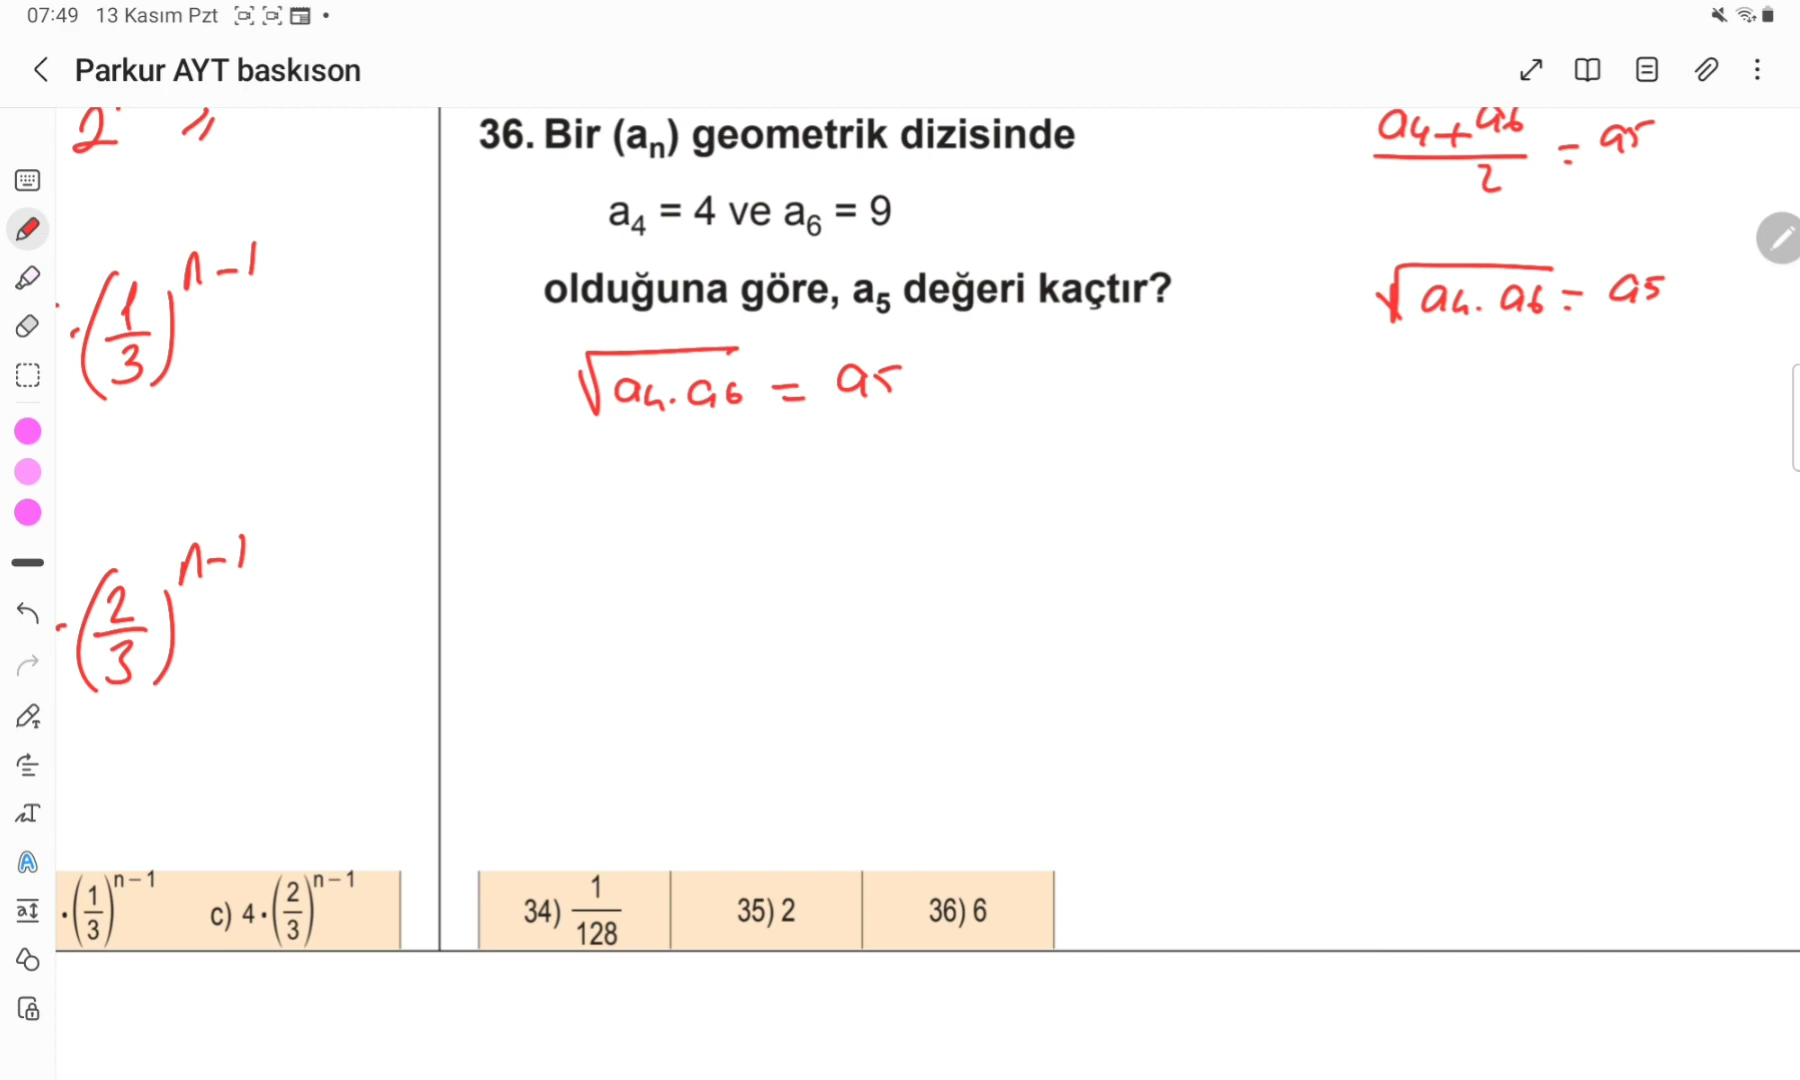 07:49 13 Kasım Pzt
Parkur AYT baskıson
2
36. Bir (aₙ) geometrik dizisinde
a₄ = 4 ve a₆ = 9
olduğuna göre, a₅ değeri kaçtır?
√(a₄ . a₆) = a₅
(a₄ + a₆)/2 = a₅
√(a₄ . a₆) = a₅
· (1/3)ⁿ⁻¹
· (2/3)ⁿ⁻¹
· (1/3)ⁿ⁻¹ c) 4 · (2/3)ⁿ⁻¹
34) 1/128 35) 2 36) 6